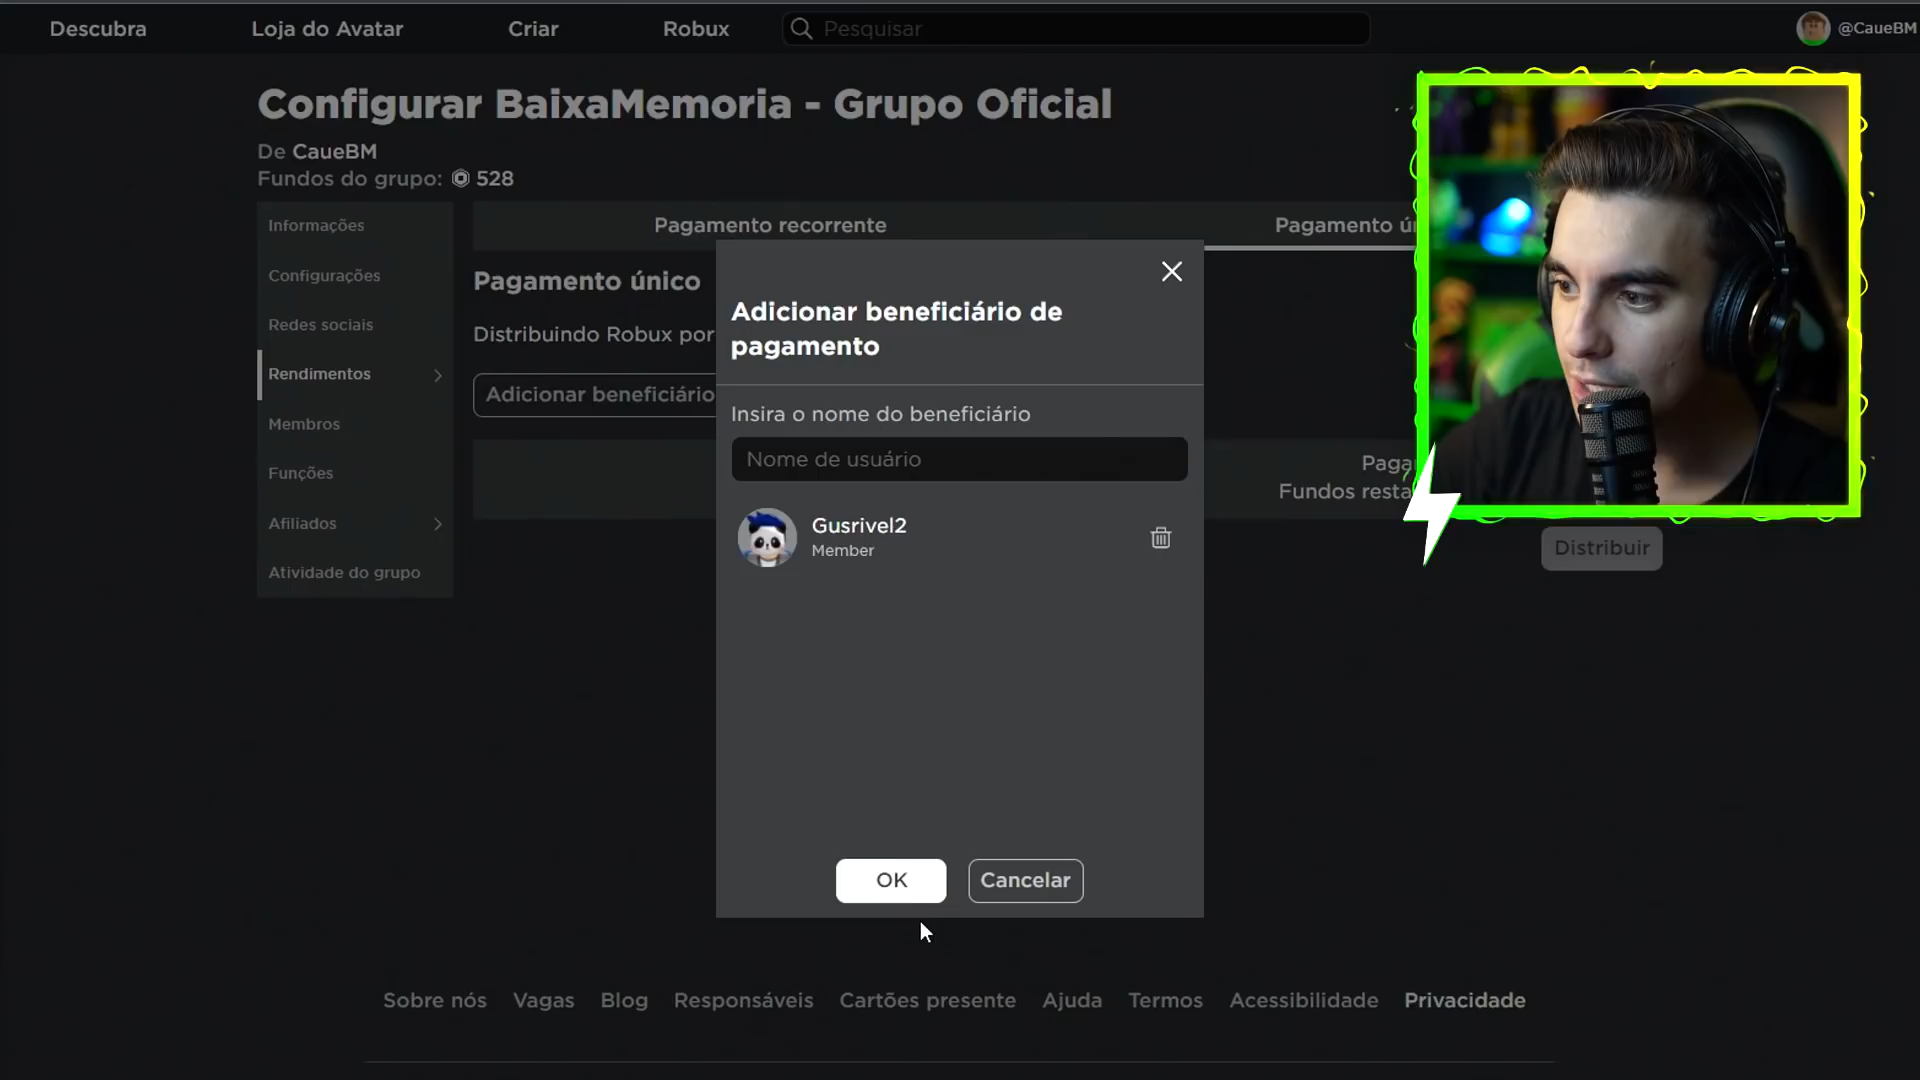 Descubra
Loja do Avatar
Criar
Robux
Pesquisar
@CaueBM
Configurar BaixaMemoria - Grupo Oficial
De CaueBM
Fundos do grupo: 528
Informações
Configurações
Redes sociais
Rendimentos
Membros
Funções
Afiliados
Atividade do grupo
Pagamento recorrente
Pagamento ú
Pagamento único
Distribuindo Robux por
Adicionar beneficiário
Paga
Fundos resta
Distribuir
Adicionar beneficiário de
pagamento
Insira o nome do beneficiário
Nome de usuário
Gusrivel2
Member
OK
Cancelar
Sobre nós
Vagas
Blog
Responsáveis
Cartões presente
Ajuda
Termos
Acessibilidade
Privacidade